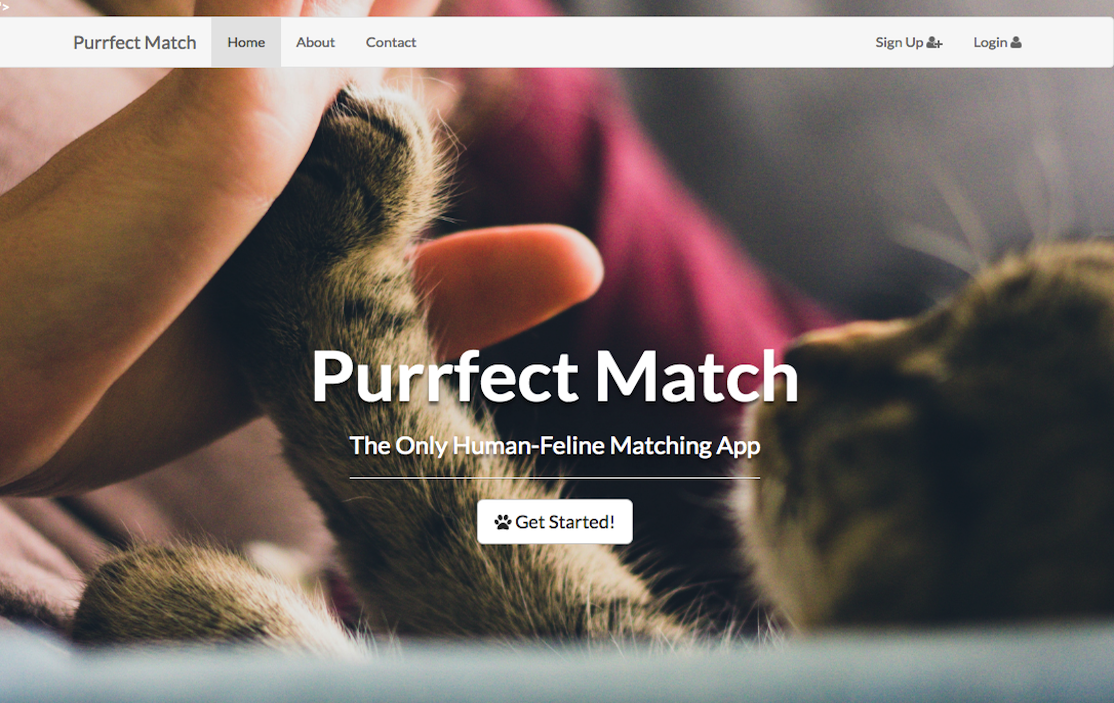 >
Purrfect Match Home About Contact Sign Up Login
Purrfect Match
The Only Human-Feline Matching App
Get Started!